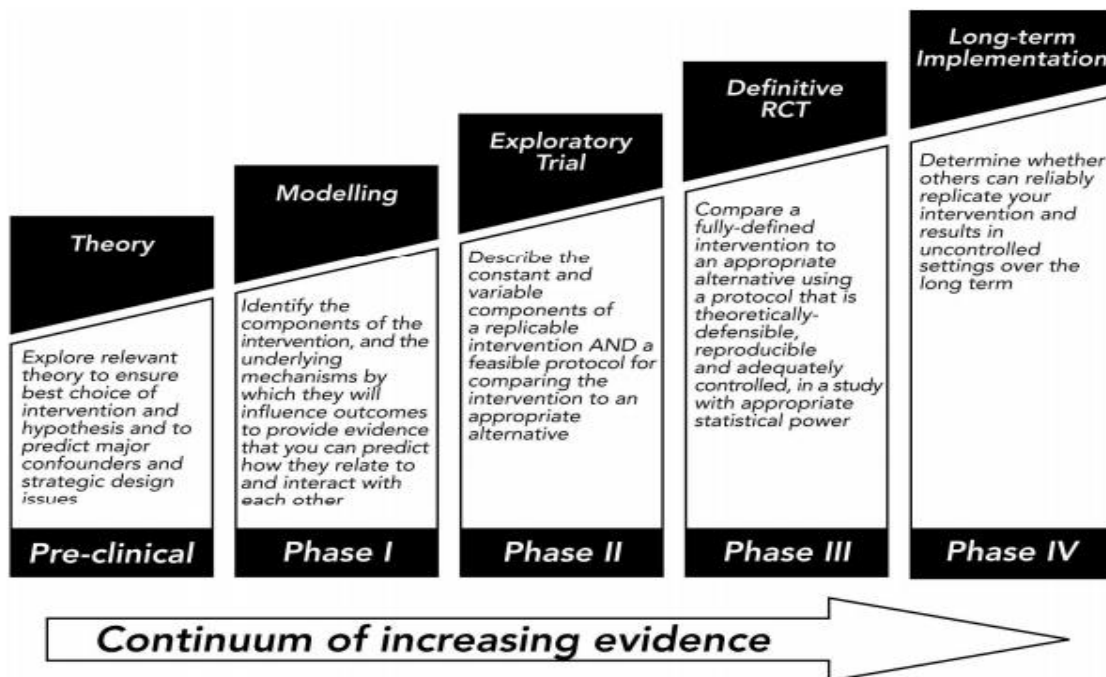 Theory
Explore relevant
theory to ensure
best choice of
intervention and
hypothesis and to
predict major
confounders and
strategic design
issues
Pre-clinical
Modelling
Identify the
components of the
intervention, and the
underlying
mechanisms by
which they will
influence outcomes
to provide evidence
that you can predict
how they relate to
and interact with
each other
Phase I
Exploratory
Trial
Describe the
constant and
variable
components of
a replicable
intervention AND a
feasible protocol for
comparing the
intervention to an
appropriate
alternative
Phase II
Definitive
RCT
Compare a
fully-defined
intervention to
an appropriate
alternative using
a protocol that is
theoretically-
defensible,
reproducible
and adequately
controlled, in a study
with appropriate
statistical power
Phase III
Long-term
Implementation
Determine whether
others can reliably
replicate your
intervention and
results in
uncontrolled
settings over the
long term
Phase IV
Continuum of increasing evidence